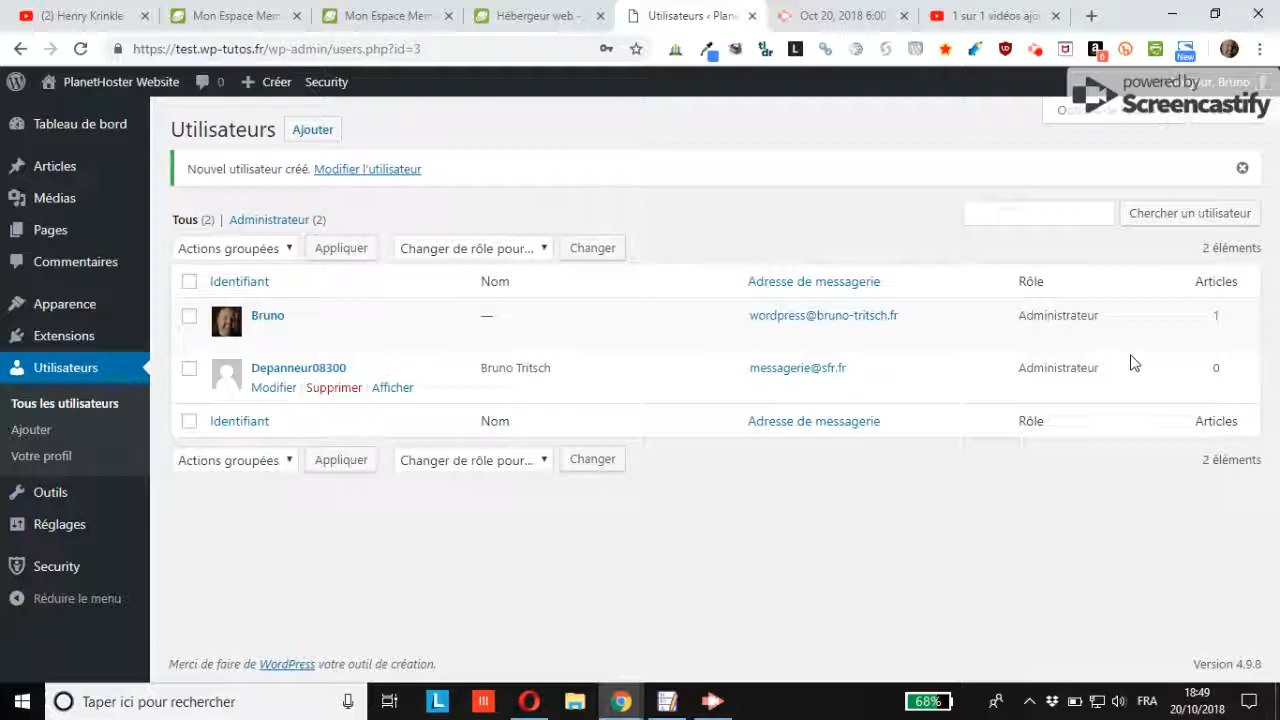 (2) Henry Krinkle
Mon Espace Mem
Mon Espace Mem
Hébergeur web -
Utilisateurs ‹ Plane
Oct 20, 2018 6:00
1 sur 1 vidéos ajo
https://test.wp-tutos.fr/wp-admin/users.php?id=3
PlanetHoster Website
0
Créer
Security
ur, Bruno
powered by
Screencastify
Tableau de bord
Articles
Médias
Pages
Commentaires
Apparence
Extensions
Utilisateurs
Tous les utilisateurs
Ajouter
Votre profil
Outils
Réglages
Security
Réduire le menu
Utilisateurs
Ajouter
Nouvel utilisateur créé. Modifier l'utilisateur
Tous (2) | Administrateur (2)
Chercher un utilisateur
Actions groupées
Appliquer
Changer de rôle pour...
Changer
2 éléments
Identifiant
Nom
Adresse de messagerie
Rôle
Articles
Bruno
—
wordpress@bruno-tritsch.fr
Administrateur
1
Depanneur08300
Bruno Tritsch
messagerie@sfr.fr
Administrateur
0
Modifier | Supprimer | Afficher
Identifiant
Nom
Adresse de messagerie
Rôle
Articles
Actions groupées
Appliquer
Changer de rôle pour...
Changer
2 éléments
Merci de faire de WordPress votre outil de création.
Version 4.9.8
Taper ici pour rechercher
68%
FRA
18:49
20/10/2018